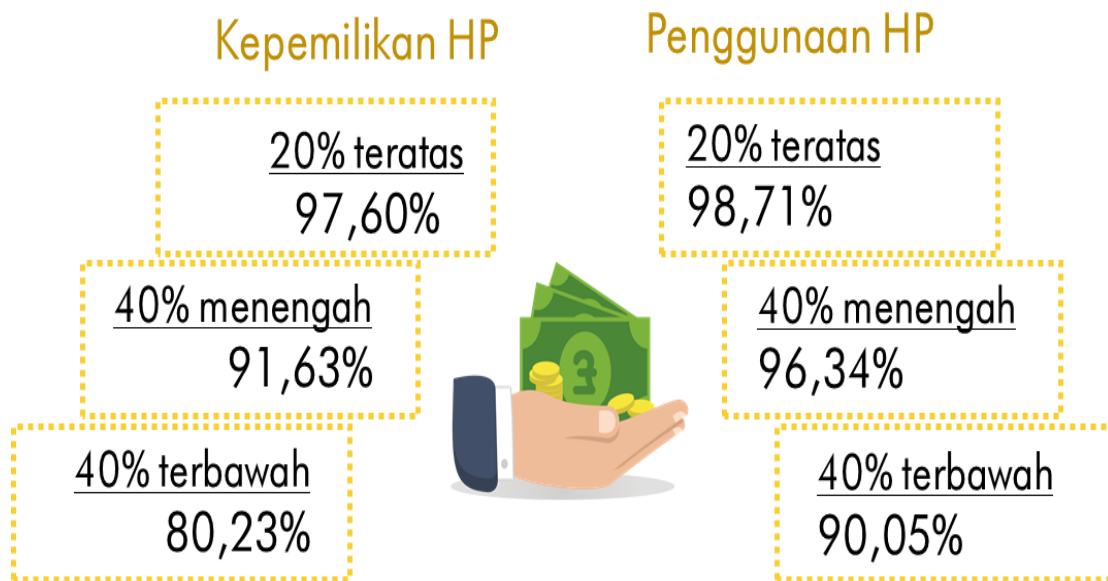 Kepemilikan HP
20% teratas
97,60%
40% menengah
91,63%
40% terbawah
80,23%
Penggunaan HP
20% teratas
98,71%
40% menengah
96,34%
40% terbawah
90,05%